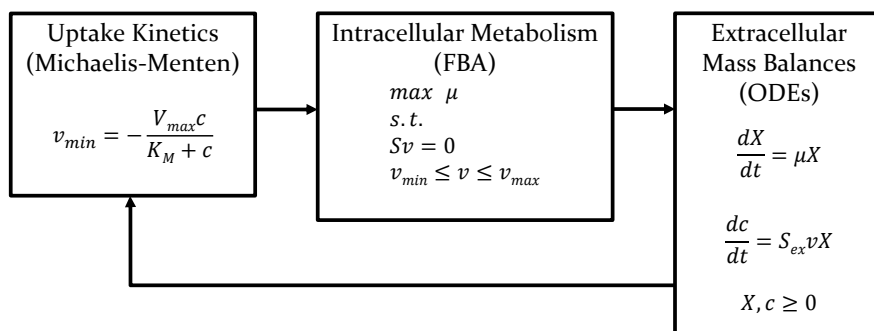 Uptake Kinetics
(Michaelis-Menten)
v_min = − V_max c / (K_M + c)
Intracellular Metabolism
(FBA)
max μ
s.t.
Sv = 0
v_min ≤ v ≤ v_max
Extracellular
Mass Balances
(ODEs)
dX/dt = μX
dc/dt = S_ex vX
X, c ≥ 0